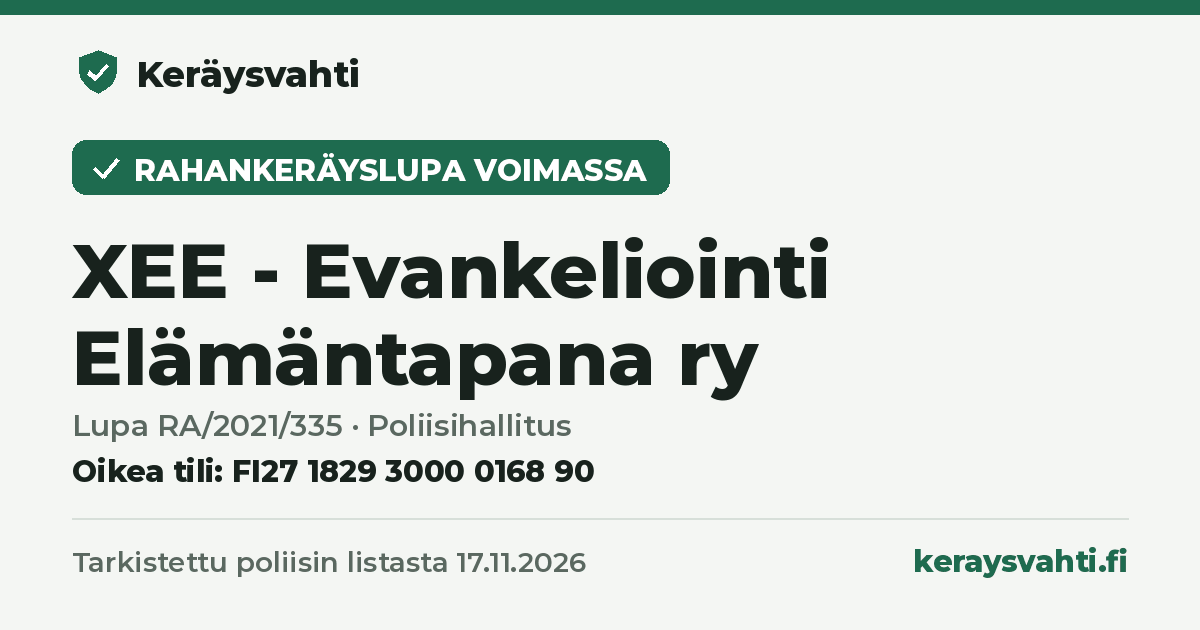 Keräysvahti
RAHANKERÄYSLUPA VOIMASSA
XEE - Evankeliointi
Elämäntapana ry
Lupa RA/2021/335 · Poliisihallitus
Oikea tili: FI27 1829 3000 0168 90
Tarkistettu poliisin listasta 17.11.2026
keraysvahti.fi